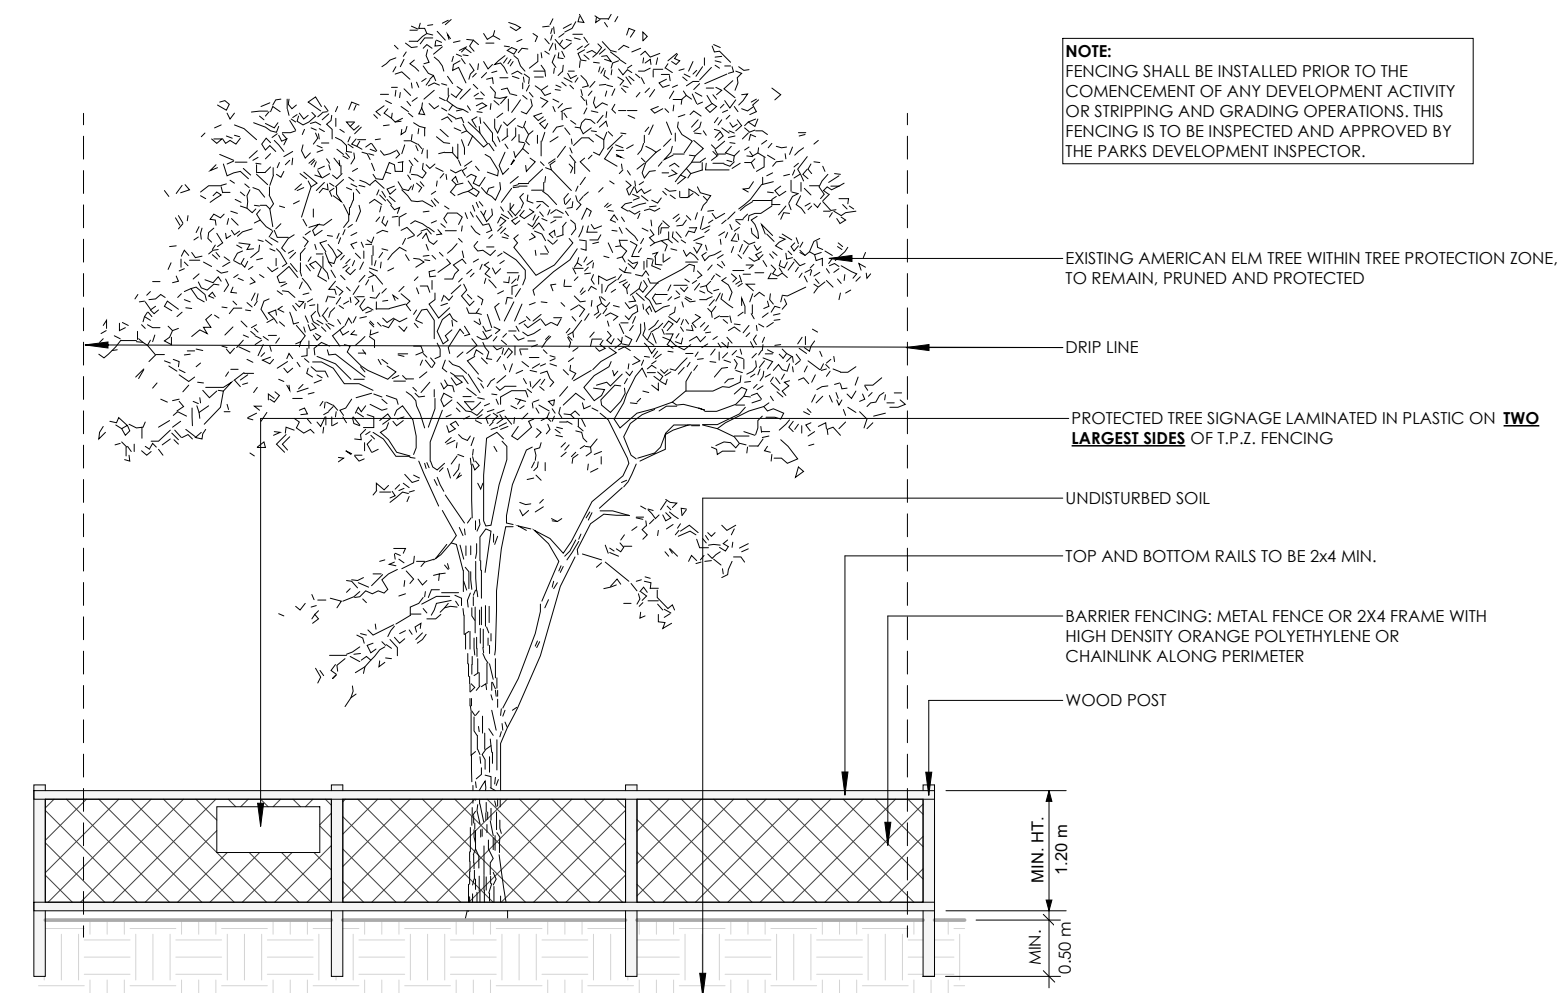 NOTE:
FENCING SHALL BE INSTALLED PRIOR TO THE
COMENCEMENT OF ANY DEVELOPMENT ACTIVITY
OR STRIPPING AND GRADING OPERATIONS. THIS
FENCING IS TO BE INSPECTED AND APPROVED BY
THE PARKS DEVELOPMENT INSPECTOR.
EXISTING AMERICAN ELM TREE WITHIN TREE PROTECTION ZONE,
TO REMAIN, PRUNED AND PROTECTED
DRIP LINE
PROTECTED TREE SIGNAGE LAMINATED IN PLASTIC ON TWO
LARGEST SIDES OF T.P.Z. FENCING
UNDISTURBED SOIL
TOP AND BOTTOM RAILS TO BE 2x4 MIN.
BARRIER FENCING: METAL FENCE OR 2X4 FRAME WITH
HIGH DENSITY ORANGE POLYETHYLENE OR
CHAINLINK ALONG PERIMETER
WOOD POST
MIN. HT.
1.20 m
MIN.
0.50 m